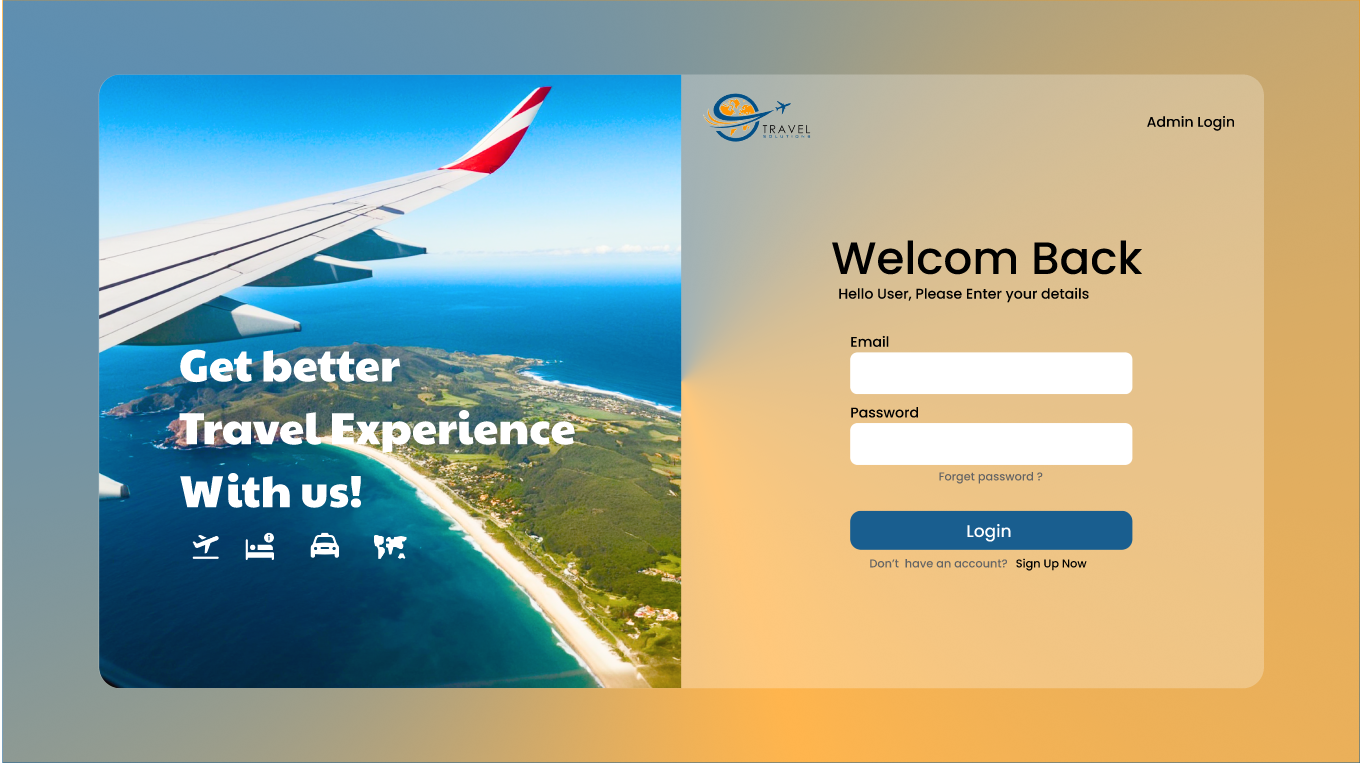 TRAVEL
SOLUTIONS
Admin Login
Get better
Travel Experience
With us!
Welcom Back
Hello User, Please Enter your details
Email
Password
Forget password ?
Login
Don't  have an account?  Sign Up Now